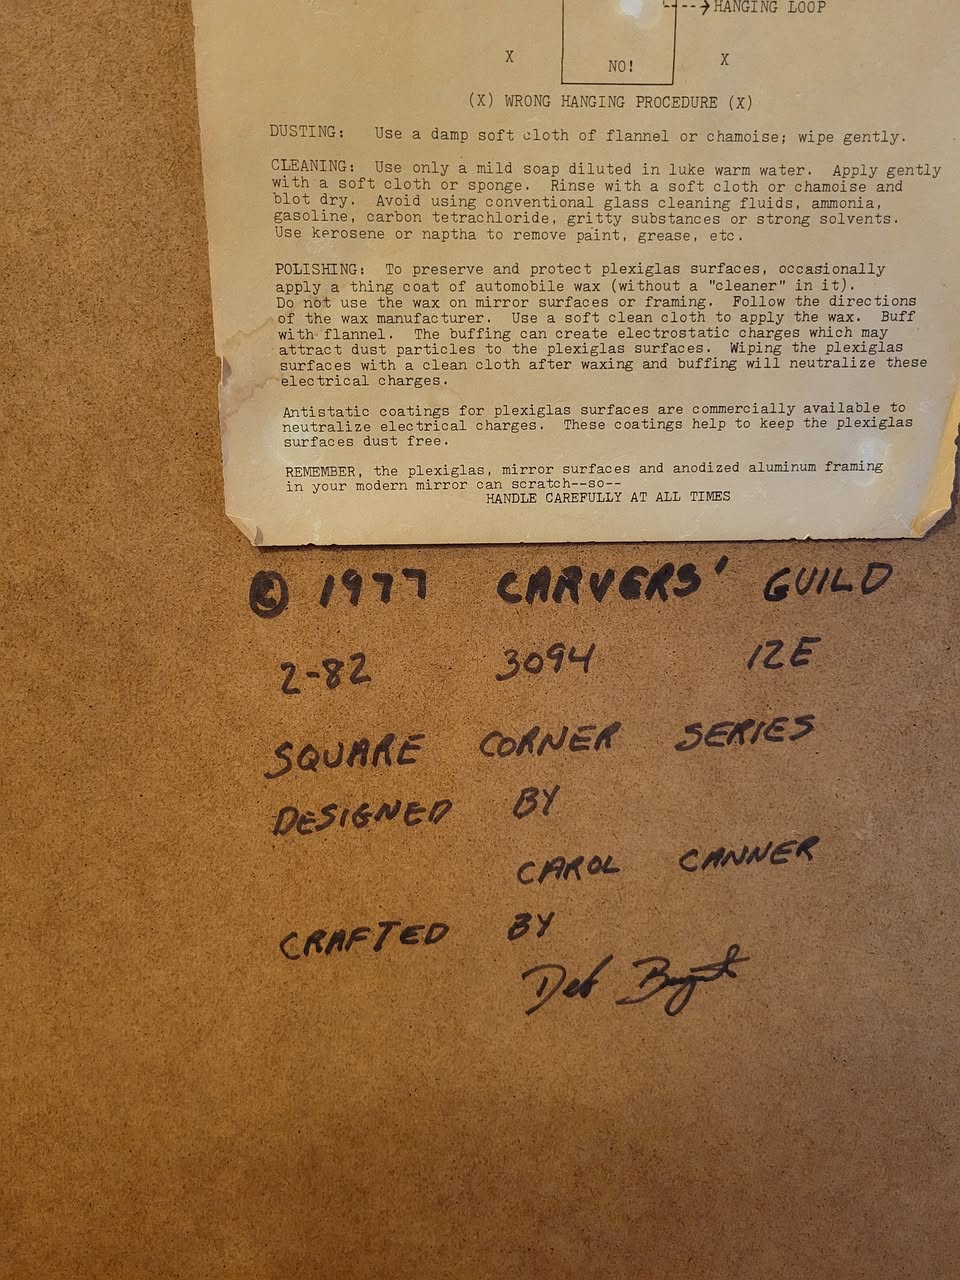 -->HANGING LOOP
X NO! X
(X) WRONG HANGING PROCEDURE (X)
DUSTING: Use a damp soft cloth of flannel or chamoise; wipe gently.
CLEANING: Use only a mild soap diluted in luke warm water. Apply gently
with a soft cloth or sponge. Rinse with a soft cloth or chamoise and
blot dry. Avoid using conventional glass cleaning fluids, ammonia,
gasoline, carbon tetrachloride, gritty substances or strong solvents.
Use kerosene or naptha to remove paint, grease, etc.
POLISHING: To preserve and protect plexiglas surfaces, occasionally
apply a thing coat of automobile wax (without a "cleaner" in it).
Do not use the wax on mirror surfaces or framing. Follow the directions
of the wax manufacturer. Use a soft clean cloth to apply the wax. Buff
with flannel. The buffing can create electrostatic charges which may
attract dust particles to the plexiglas surfaces. Wiping the plexiglas
surfaces with a clean cloth after waxing and buffing will neutralize these
electrical charges.
Antistatic coatings for plexiglas surfaces are commercially available to
neutralize electrical charges. These coatings help to keep the plexiglas
surfaces dust free.
REMEMBER, the plexiglas, mirror surfaces and anodized aluminum framing
in your modern mirror can scratch--so--
HANDLE CAREFULLY AT ALL TIMES
© 1977 CARVERS' GUILD
2-82 3094 12E
SQUARE CORNER SERIES
DESIGNED BY
CAROL CANNER
CRAFTED BY
Deb